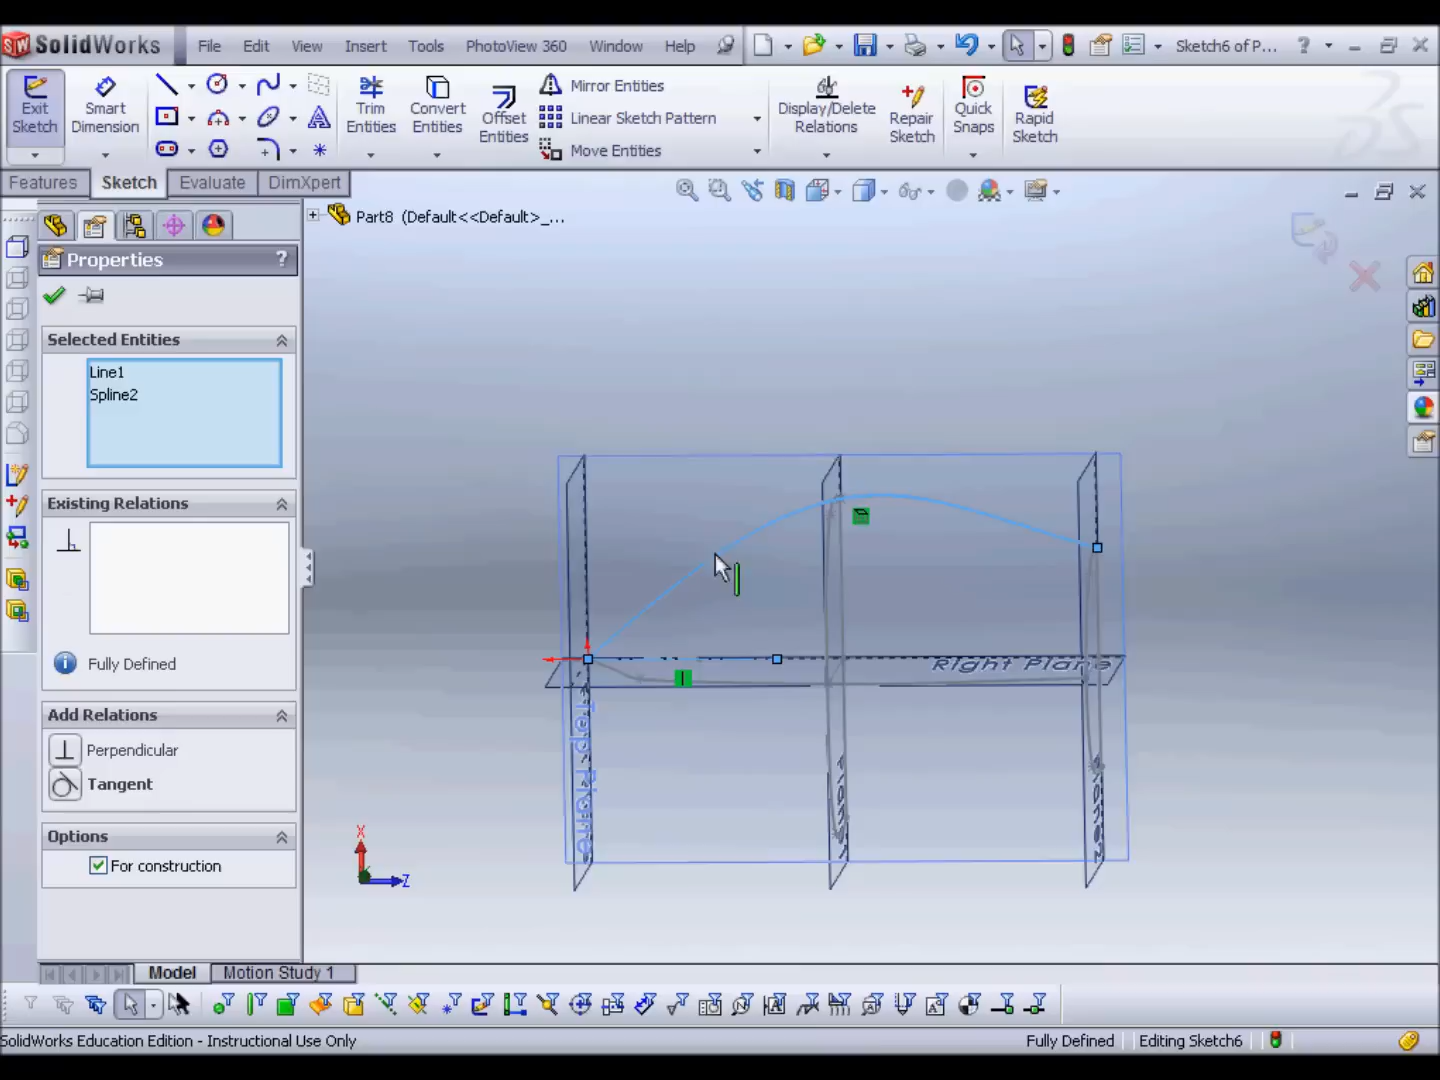 SolidWorks File Edit View Insert Tools PhotoView 360 Window Help Sketch6 of P... ?
Exit Sketch
Smart Dimension
Trim Entities
Convert Entities
Offset Entities
Mirror Entities
Linear Sketch Pattern
Move Entities
Display/Delete Relations
Repair Sketch
Quick Snaps
Rapid Sketch
Features Sketch Evaluate DimXpert
Part8 (Default<<Default>_...
Properties ?
Selected Entities
Line1
Spline2
Existing Relations
Fully Defined
Add Relations
Perpendicular
Tangent
Options
For construction
Right Plane
Top Plane
X
Z
Model Motion Study 1
SolidWorks Education Edition - Instructional Use Only Fully Defined Editing Sketch6